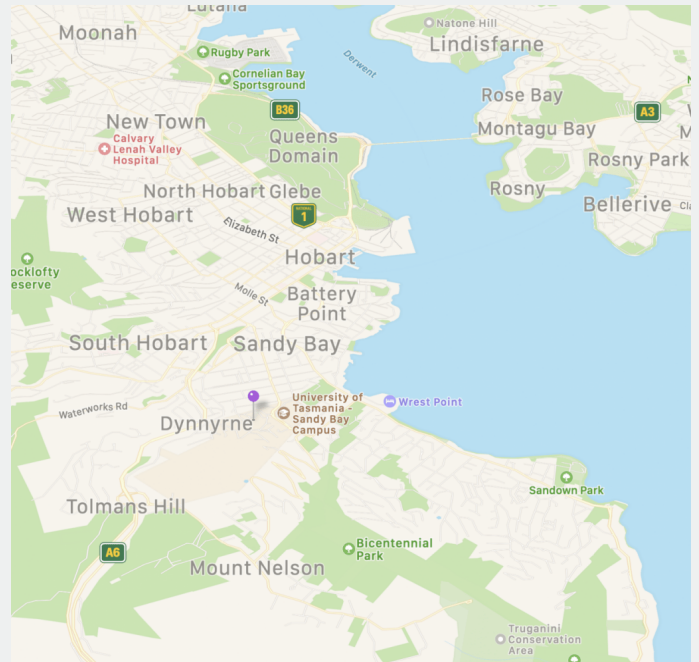 Lutana
Moonah
Natone Hill
Lindisfarne
Rugby Park
Derwent
Cornelian Bay
Sportsground
Rose Bay
B36
A3
New Town
Montagu Bay
Queens
Domain
Calvary
Lenah Valley
Hospital
Rosny Park
North Hobart
Glebe
Rosny
Bellerive
West Hobart
NATIONAL
1
Elizabeth St
Hobart
ocklofty
eserve
Molle St
Battery
Point
South Hobart
Sandy Bay
University of
Tasmania -
Sandy Bay
Campus
Wrest Point
Waterworks Rd
Dynnyrne
Sandown Park
Tolmans Hill
A6
Bicentennial
Park
Mount Nelson
Truganini
Conservation
Area